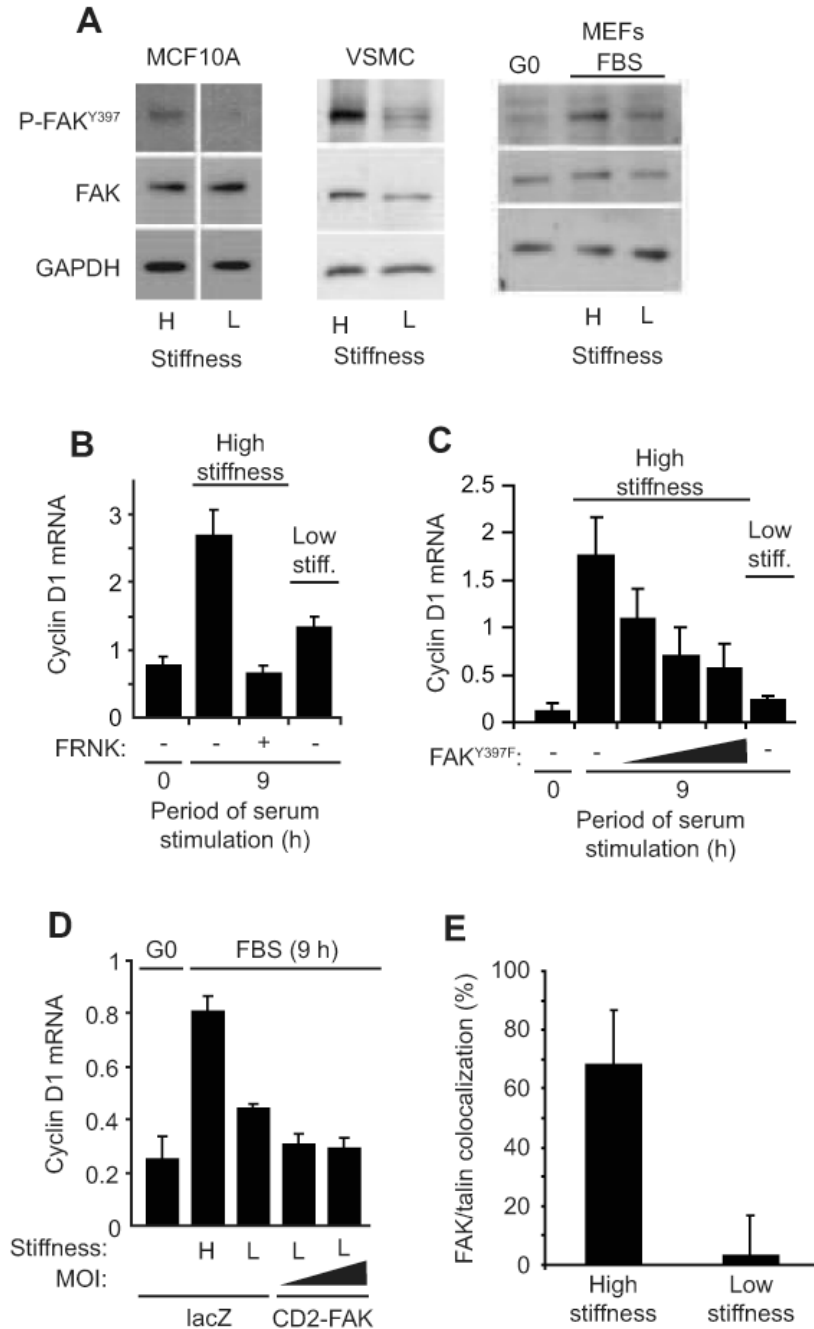 A
MCF10A
VSMC
MEFs
G0
FBS
P-FAK^Y397
FAK
GAPDH
H L
H L
H L
Stiffness
Stiffness
Stiffness
B
High
stiffness
Low
stiff.
Cyclin D1 mRNA
3
2
1
0
FRNK: - - + -
0 9
Period of serum
stimulation (h)
C
High
stiffness
Low
stiff.
Cyclin D1 mRNA
2.5
2
1.5
1
0.5
0
FAK^Y397F: - - -
0 9
Period of serum
stimulation (h)
D
G0 FBS (9 h)
Cyclin D1 mRNA
1
0.8
0.6
0.4
0.2
0
Stiffness: H L L L
MOI:
lacZ CD2-FAK
E
FAK/talin colocalization (%)
100
80
60
40
20
0
High
stiffness
Low
stiffness